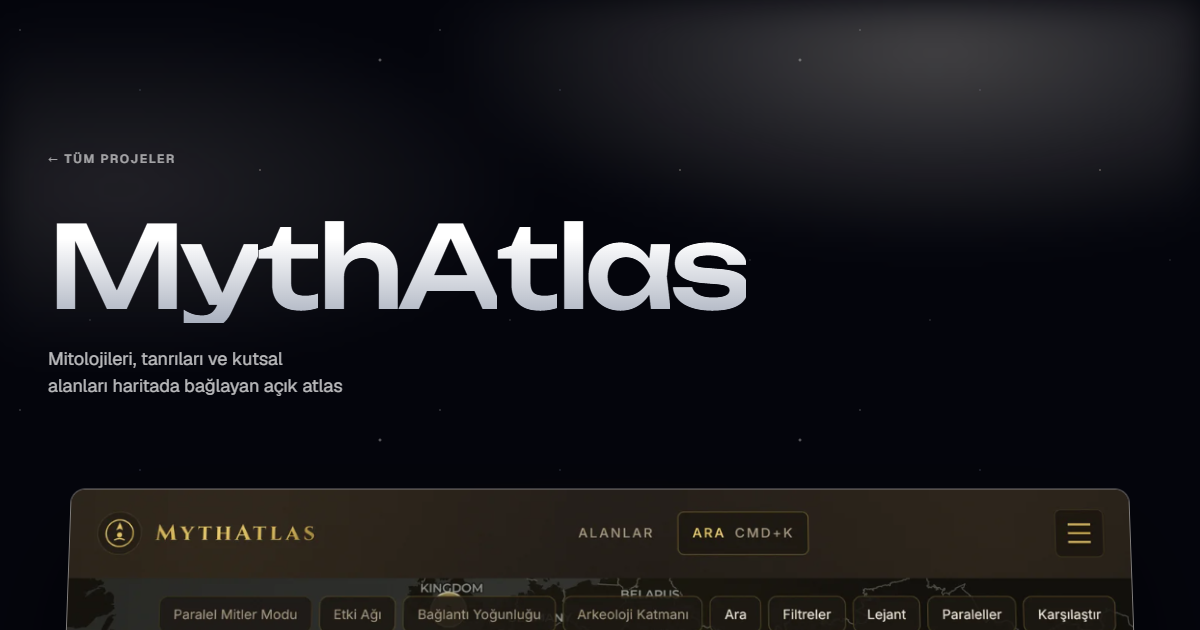 ← TÜM PROJELER
MythAtlas
Mitolojileri, tanrıları ve kutsal
alanları haritada bağlayan açık atlas
MYTHATLAS
ALANLAR
ARA CMD+K
KINGDOM
BELARUS
Paralel Mitler Modu
Etki Ağı
Bağlantı Yoğunluğu
Arkeoloji Katmanı
Ara
Filtreler
Lejant
Paraleller
Karşılaştır